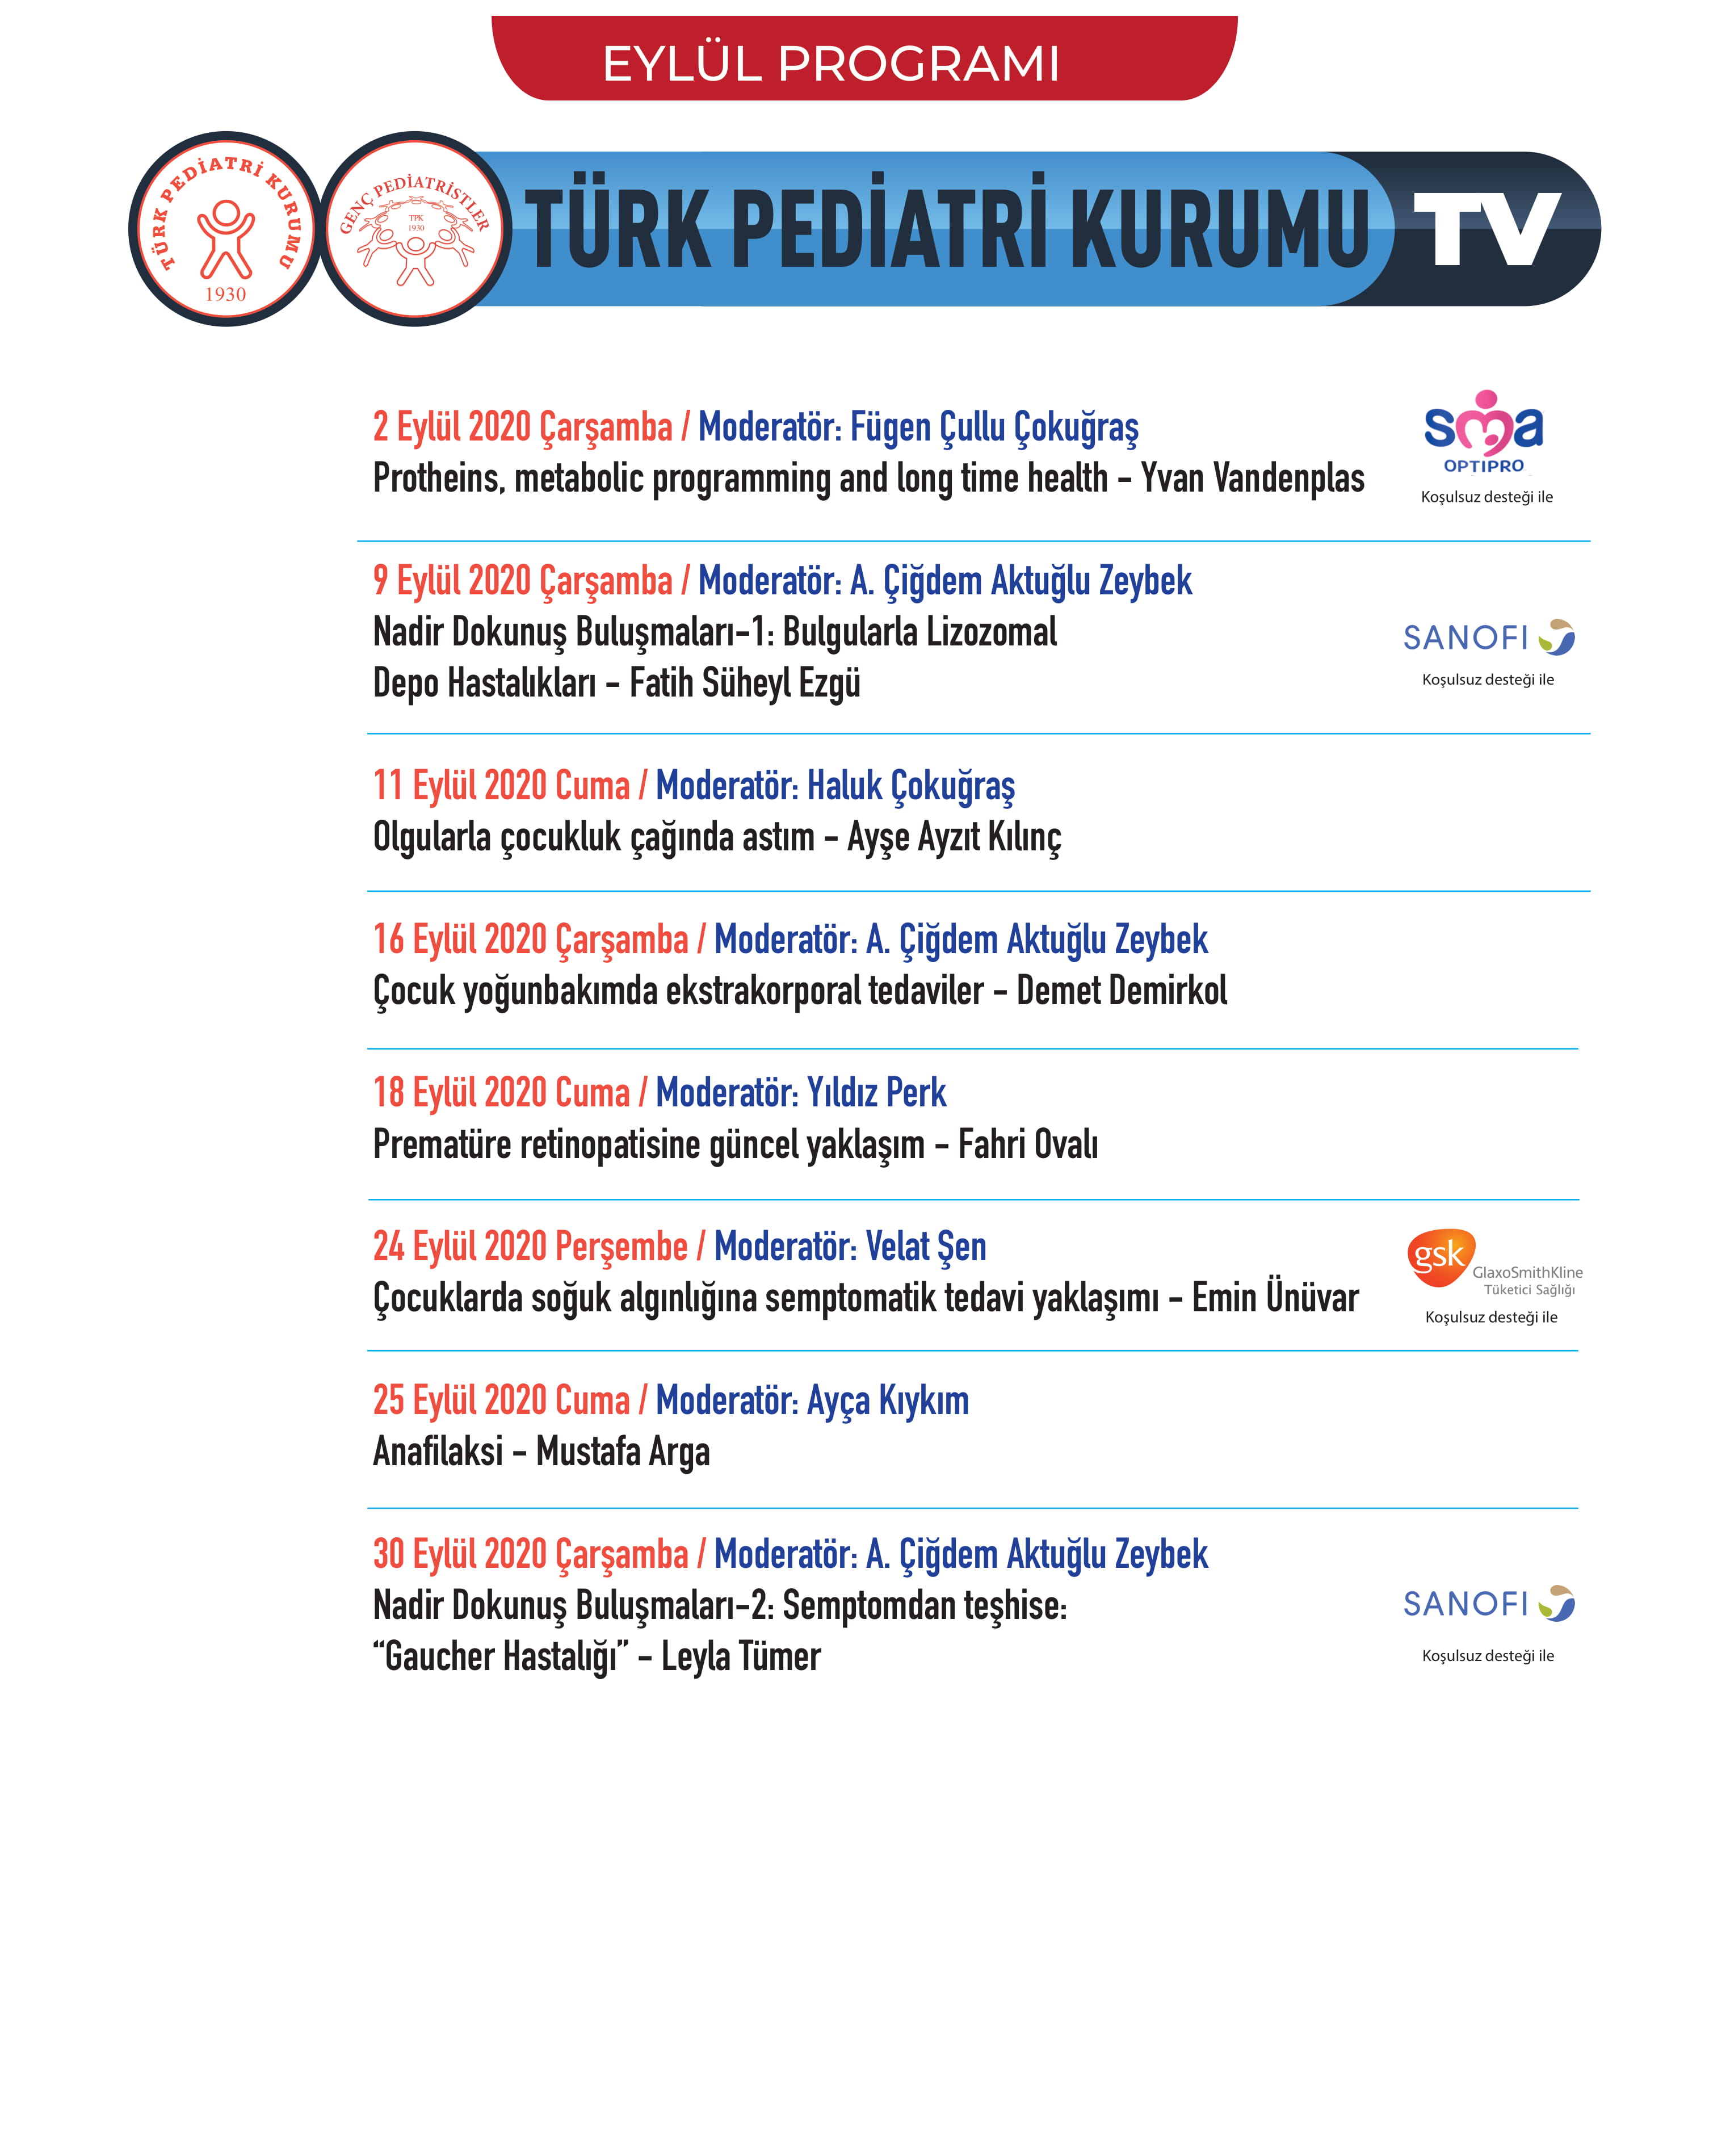 EYLÜL PROGRAMI
TÜRK PEDİATRİ KURUMU
1930
GENÇ PEDİATRİSTLER
TPK
1930
TÜRK PEDİATRİ KURUMU TV
2 Eylül 2020 Çarşamba / Moderatör: Fügen Çullu Çokuğraş
Protheins, metabolic programming and long time health - Yvan Vandenplas
sma
OPTIPRO
Koşulsuz desteği ile
9 Eylül 2020 Çarşamba / Moderatör: A. Çiğdem Aktuğlu Zeybek
Nadir Dokunuş Buluşmaları-1: Bulgularla Lizozomal
Depo Hastalıkları - Fatih Süheyl Ezgü
SANOFI
Koşulsuz desteği ile
11 Eylül 2020 Cuma / Moderatör: Haluk Çokuğraş
Olgularla çocukluk çağında astım - Ayşe Ayzıt Kılınç
16 Eylül 2020 Çarşamba / Moderatör: A. Çiğdem Aktuğlu Zeybek
Çocuk yoğunbakımda ekstrakorporal tedaviler - Demet Demirkol
18 Eylül 2020 Cuma / Moderatör: Yıldız Perk
Prematüre retinopatisine güncel yaklaşım - Fahri Ovalı
24 Eylül 2020 Perşembe / Moderatör: Velat Şen
Çocuklarda soğuk algınlığına semptomatik tedavi yaklaşımı - Emin Ünüvar
gsk
GlaxoSmithKline
Tüketici Sağlığı
Koşulsuz desteği ile
25 Eylül 2020 Cuma / Moderatör: Ayça Kıykım
Anafilaksi - Mustafa Arga
30 Eylül 2020 Çarşamba / Moderatör: A. Çiğdem Aktuğlu Zeybek
Nadir Dokunuş Buluşmaları-2: Semptomdan teşhise:
“Gaucher Hastalığı” - Leyla Tümer
SANOFI
Koşulsuz desteği ile